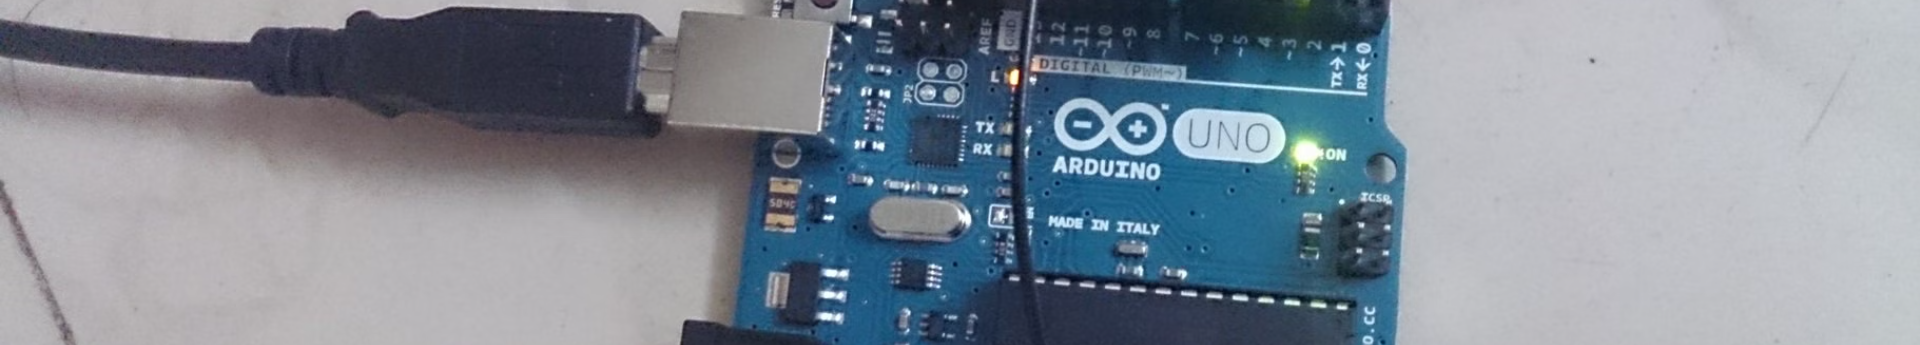 AREF
GND
12
~11
~10
~9
8
7
~6
~5
4
~3
2
TX→1
RX←0
DIGITAL (PWM~)
L
JP2
TX
RX
UNO
ARDUINO
ON
ICSP
MADE IN ITALY
O.CC